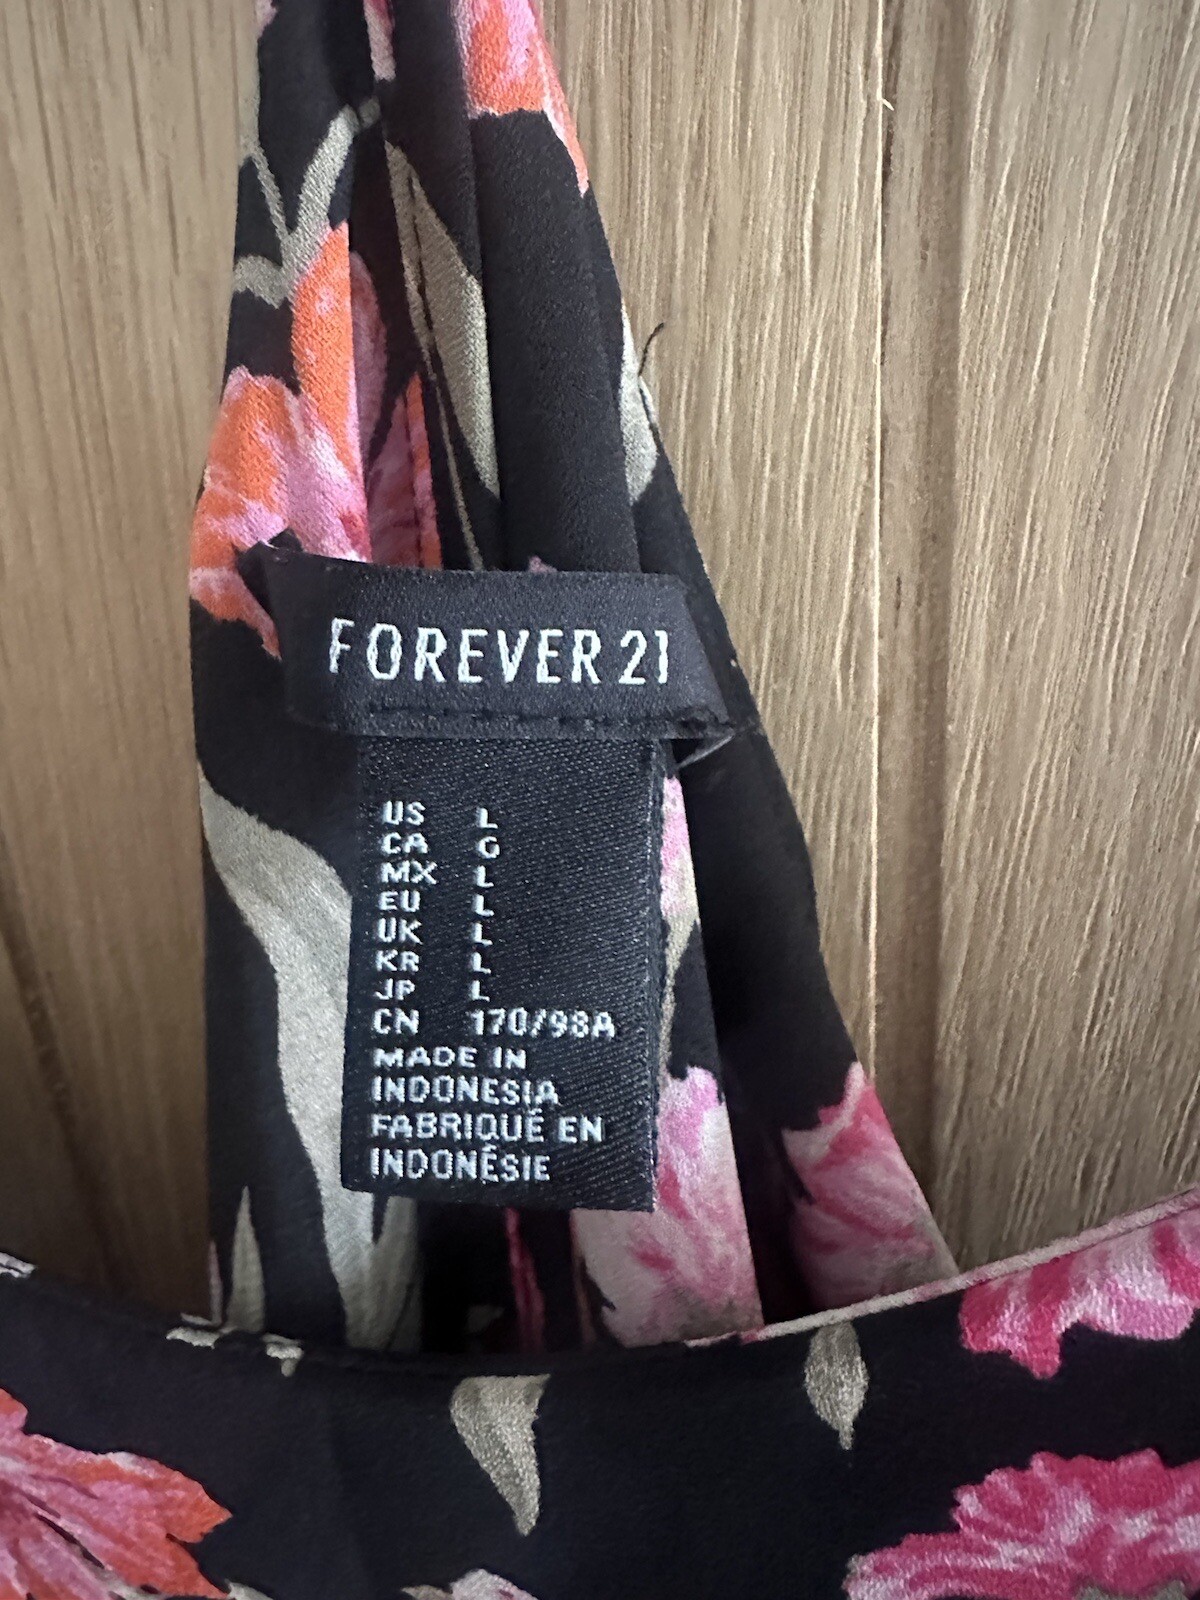 FOREVER 21
US L
CA G
MX L
EU L
UK L
KR L
JP L
CN 170/98A
MADE IN
INDONESIA
FABRIQUÉ EN
INDONÉSIE